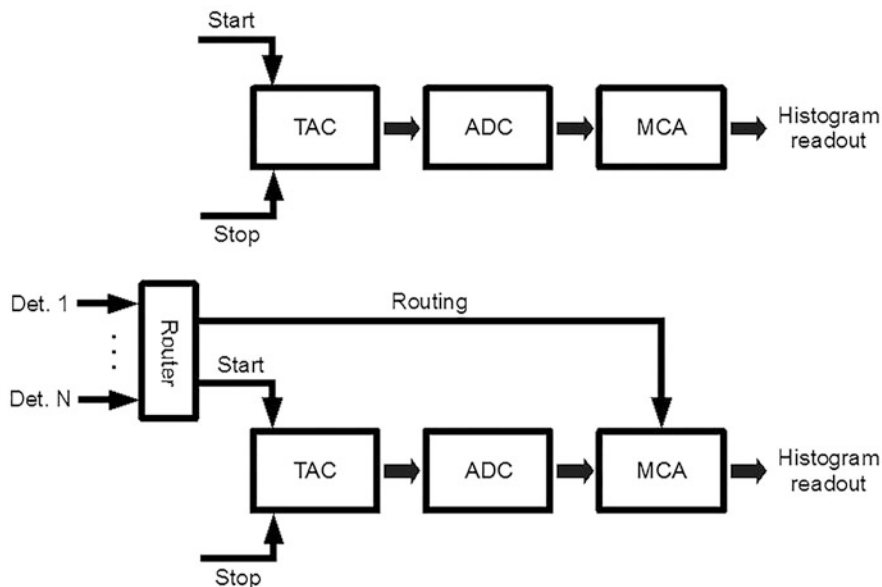 Start
TAC
ADC
MCA
Histogram
readout
Stop
Det. 1
Det. N
Router
Routing
Start
TAC
ADC
MCA
Histogram
readout
Stop